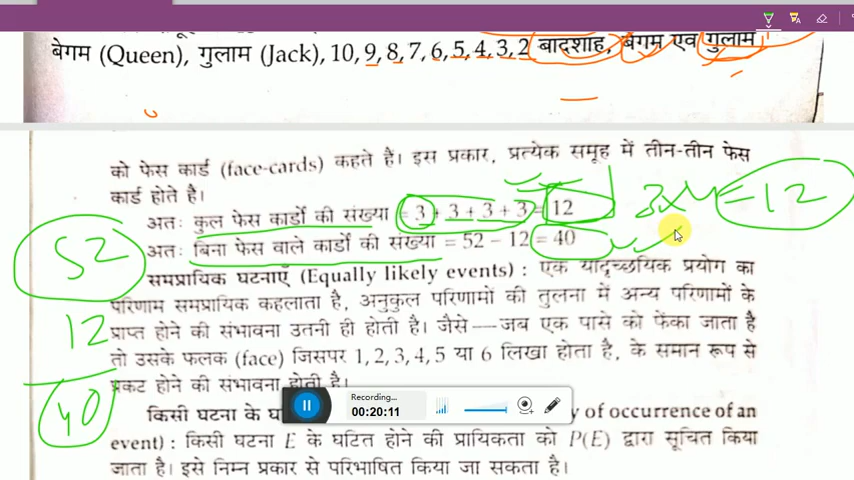 बेगम (Queen), गुलाम (Jack), 10, 9, 8, 7, 6, 5, 4, 3, 2 बादशाह, बेगम एवं गुलाम
को फेस कार्ड (face-cards) कहते हैं। इस प्रकार, प्रत्येक समूह में तीन-तीन फेस
कार्ड होते हैं।
अतः कुल फेस कार्डों की संख्या = 3 + 3 + 3 + 3 = 12 3x4 = 12
अतः बिना फेस वाले कार्डों की संख्या = 52 – 12 = 40
52
समप्रायिक घटनाएँ (Equally likely events) : एक यादृच्छयिक प्रयोग का
परिणाम समप्रायिक कहलाता है, अनुकुल परिणामों की तुलना में अन्य परिणामों के
12
प्राप्त होने की संभावना उतनी ही होती है। जैसे—जब एक पासे को फेंका जाता है
तो उसके फलक (face) जिसपर 1, 2, 3, 4, 5 या 6 लिखा होता है, के समान रूप से
प्रकट होने की संभावना होती है।
40
Recording...
00:20:11
किसी घटना के घ y of occurrence of an
event) : किसी घटना E के घटित होने की प्रायिकता को P(E) द्वारा सूचित किया
जाता है। इसे निम्न प्रकार से परिभाषित किया जा सकता है।